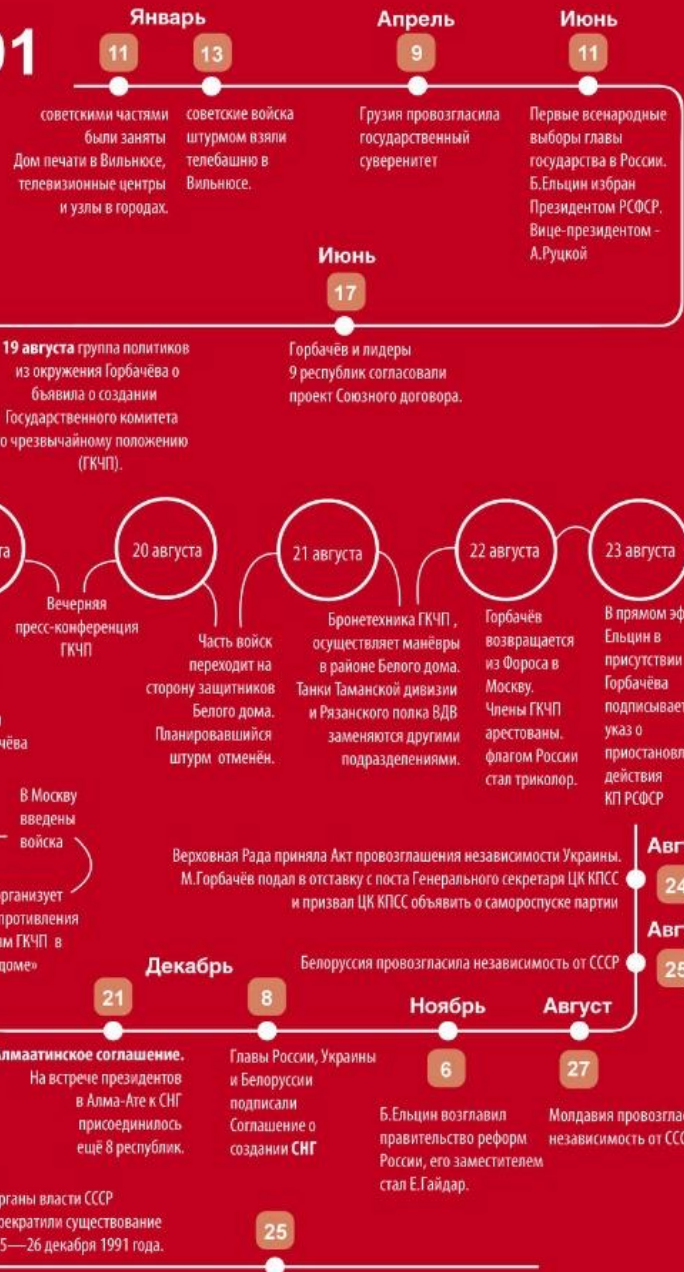 91
Январь
11
13
советскими частями
были заняты
Дом печати в Вильнюсе,
телевизионные центры
и узлы в городах.
советские войска
штурмом взяли
телебашню в
Вильнюсе.
Апрель
9
Грузия провозгласила
государственный
суверенитет
Июнь
11
Первые всенародные
выборы главы
государства в России.
Б.Ельцин избран
Президентом РСФСР.
Вице-президентом -
А.Руцкой
Июнь
17
Горбачёв и лидеры
9 республик согласовали
проект Союзного договора.
19 августа группа политиков
из окружения Горбачёва о
бъявила о создании
Государственного комитета
о чрезвычайному положению
(ГКЧП).
та
Вечерняя
пресс-конференция
ГКЧП
20 августа
Часть войск
переходит на
сторону защитников
Белого дома.
Планировавшийся
штурм отменён.
21 августа
Бронетехника ГКЧП ,
осуществляет манёвры
в районе Белого дома.
Танки Таманской дивизии
и Рязанского полка ВДВ
заменяются другими
подразделениями.
22 августа
Горбачёв
возвращается
из Фороса в
Москву.
Члены ГКЧП
арестованы.
флагом России
стал триколор.
23 августа
В прямом эф
Ельцин в
присутствии
Горбачёва
подписывает
указ о
приостановл
действия
КП РСФСР
чёва
В Москву
введены
войска
рганизует
противления
ым ГКЧП в
доме»
Авг
24
Верховная Рада приняла Акт провозглашения независимости Украины.
М.Горбачёв подал в отставку с поста Генерального секретаря ЦК КПСС
и призвал ЦК КПСС объявить о самороспуске партии
Авг
25
Белоруссия провозгласила независимость от СССР
Август
27
Молдавия провозглас
независимость от ССС
Ноябрь
6
Б.Ельцин возглавил
правительство реформ
России, его заместителем
стал Е.Гайдар.
Декабрь
8
Главы России, Украины
и Белоруссии
подписали
Соглашение о
создании СНГ
21
Алмаатинское соглашение.
На встрече президентов
в Алма-Ате к СНГ
присоединилось
ещё 8 республик.
рганы власти СССР
рекратили существование
5—26 декабря 1991 года.
25